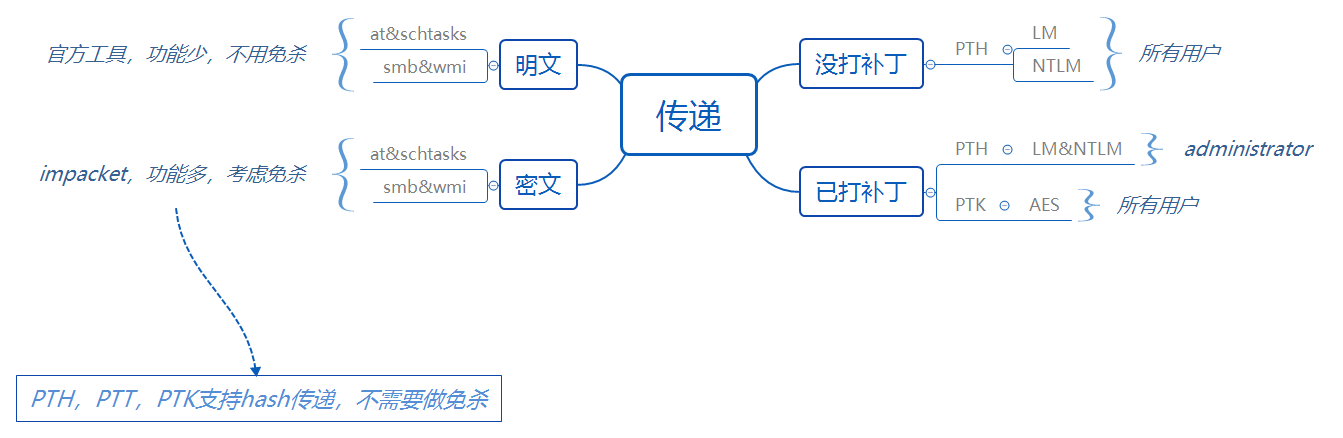 传递
明文
at&schtasks
smb&wmi
官方工具，功能少，不用免杀
密文
at&schtasks
smb&wmi
impacket，功能多，考虑免杀
PTH，PTT，PTK支持hash传递，不需要做免杀
没打补丁
PTH
LM
NTLM
所有用户
已打补丁
PTH
LM&NTLM
administrator
PTK
AES
所有用户